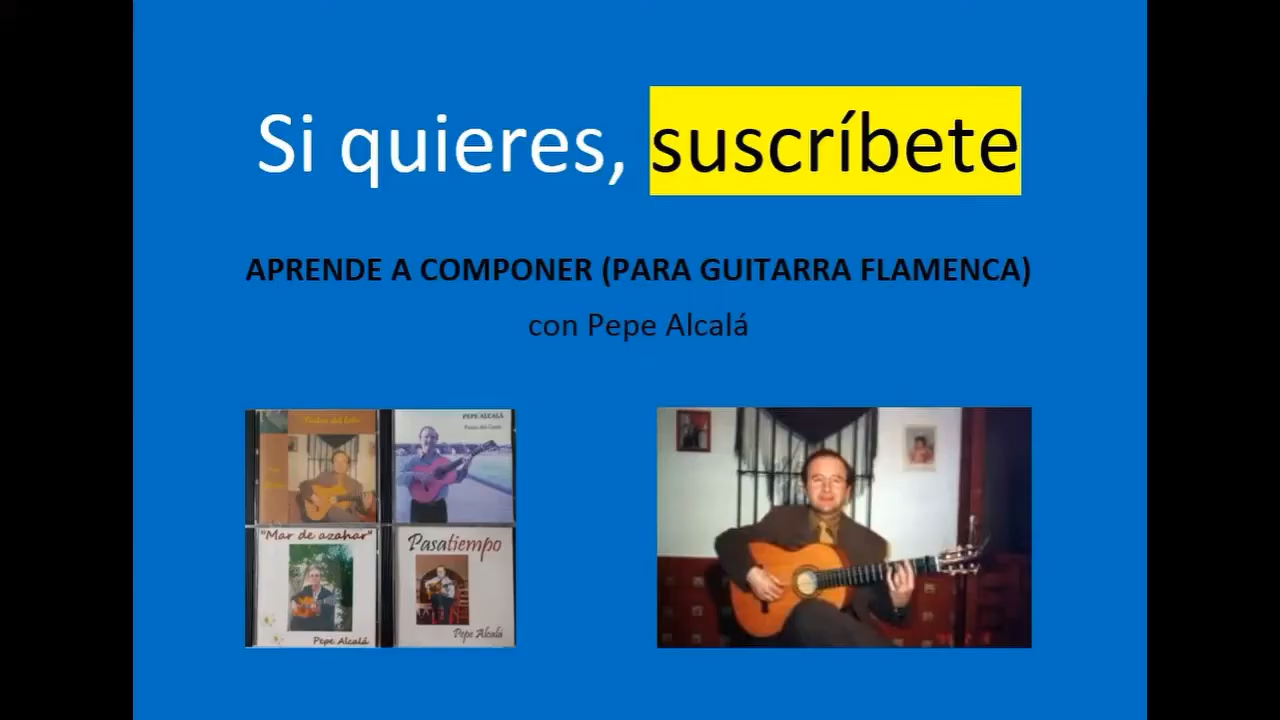 Si quieres, suscríbete
APRENDE A COMPONER (PARA GUITARRA FLAMENCA)
con Pepe Alcalá
PEPE ALCALÁ
"Mar de azahar"
Pepe Alcalá
Pasatiempo
Pepe Alcalá